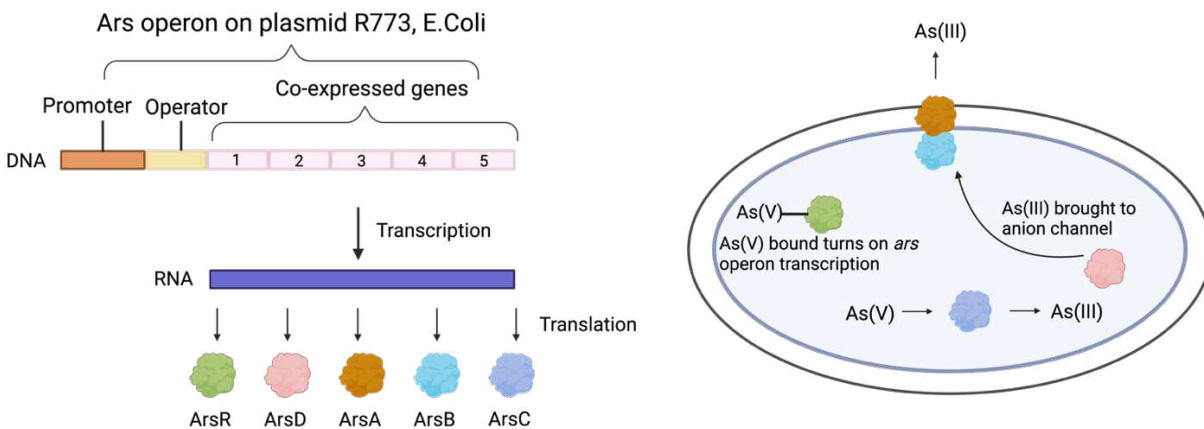 Ars operon on plasmid R773, E.Coli
Co-expressed genes
Promoter
Operator
DNA
1
2
3
4
5
Transcription
RNA
Translation
ArsR
ArsD
ArsA
ArsB
ArsC
As(III)
As(V)
As(V) bound turns on ars
operon transcription
As(III) brought to
anion channel
As(V)
As(III)